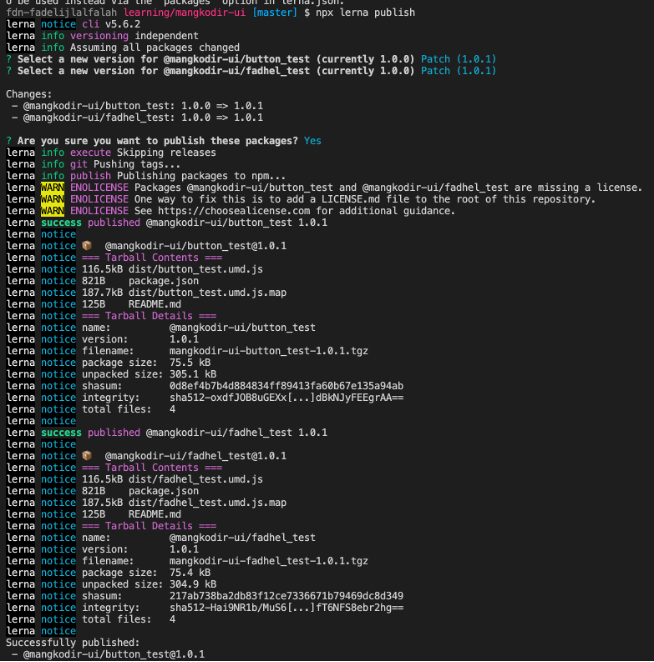 o be used instead via the `packages` option in lerna.json.
fdn-fadelijlalfalah learning/mangkodir-ui [master] $ npx lerna publish
lerna notice cli v5.6.2
lerna info versioning independent
lerna info Assuming all packages changed
? Select a new version for @mangkodir-ui/button_test (currently 1.0.0) Patch (1.0.1)
? Select a new version for @mangkodir-ui/fadhel_test (currently 1.0.0) Patch (1.0.1)
Changes:
- @mangkodir-ui/button_test: 1.0.0 => 1.0.1
- @mangkodir-ui/fadhel_test: 1.0.0 => 1.0.1
? Are you sure you want to publish these packages? Yes
lerna info execute Skipping releases
lerna info git Pushing tags...
lerna info publish Publishing packages to npm...
lerna WARN ENOLICENSE Packages @mangkodir-ui/button_test and @mangkodir-ui/fadhel_test are missing a license.
lerna WARN ENOLICENSE One way to fix this is to add a LICENSE.md file to the root of this repository.
lerna WARN ENOLICENSE See https://choosealicense.com for additional guidance.
lerna success published @mangkodir-ui/button_test 1.0.1
lerna notice
lerna notice 📦 @mangkodir-ui/button_test@1.0.1
lerna notice === Tarball Contents ===
lerna notice 116.5kB dist/button_test.umd.js
lerna notice 821B package.json
lerna notice 187.7kB dist/button_test.umd.js.map
lerna notice 125B README.md
lerna notice === Tarball Details ===
lerna notice name: @mangkodir-ui/button_test
lerna notice version: 1.0.1
lerna notice filename: mangkodir-ui-button_test-1.0.1.tgz
lerna notice package size: 75.5 kB
lerna notice unpacked size: 305.1 kB
lerna notice shasum: 0d8ef4b7b4d884834ff89413fa60b67e135a94ab
lerna notice integrity: sha512-oxdfJOB8uGEXx[...]dBkNJyFEEgrAA==
lerna notice total files: 4
lerna notice
lerna success published @mangkodir-ui/fadhel_test 1.0.1
lerna notice
lerna notice 📦 @mangkodir-ui/fadhel_test@1.0.1
lerna notice === Tarball Contents ===
lerna notice 116.5kB dist/fadhel_test.umd.js
lerna notice 821B package.json
lerna notice 187.5kB dist/fadhel_test.umd.js.map
lerna notice 125B README.md
lerna notice === Tarball Details ===
lerna notice name: @mangkodir-ui/fadhel_test
lerna notice version: 1.0.1
lerna notice filename: mangkodir-ui-fadhel_test-1.0.1.tgz
lerna notice package size: 75.4 kB
lerna notice unpacked size: 304.9 kB
lerna notice shasum: 217ab738ba2db83f12ce7336671b79469dc8d349
lerna notice integrity: sha512-Hai9NR1b/MuS6[...]fT6NFS8ebr2hg==
lerna notice total files: 4
lerna notice
Successfully published:
- @mangkodir-ui/button_test@1.0.1